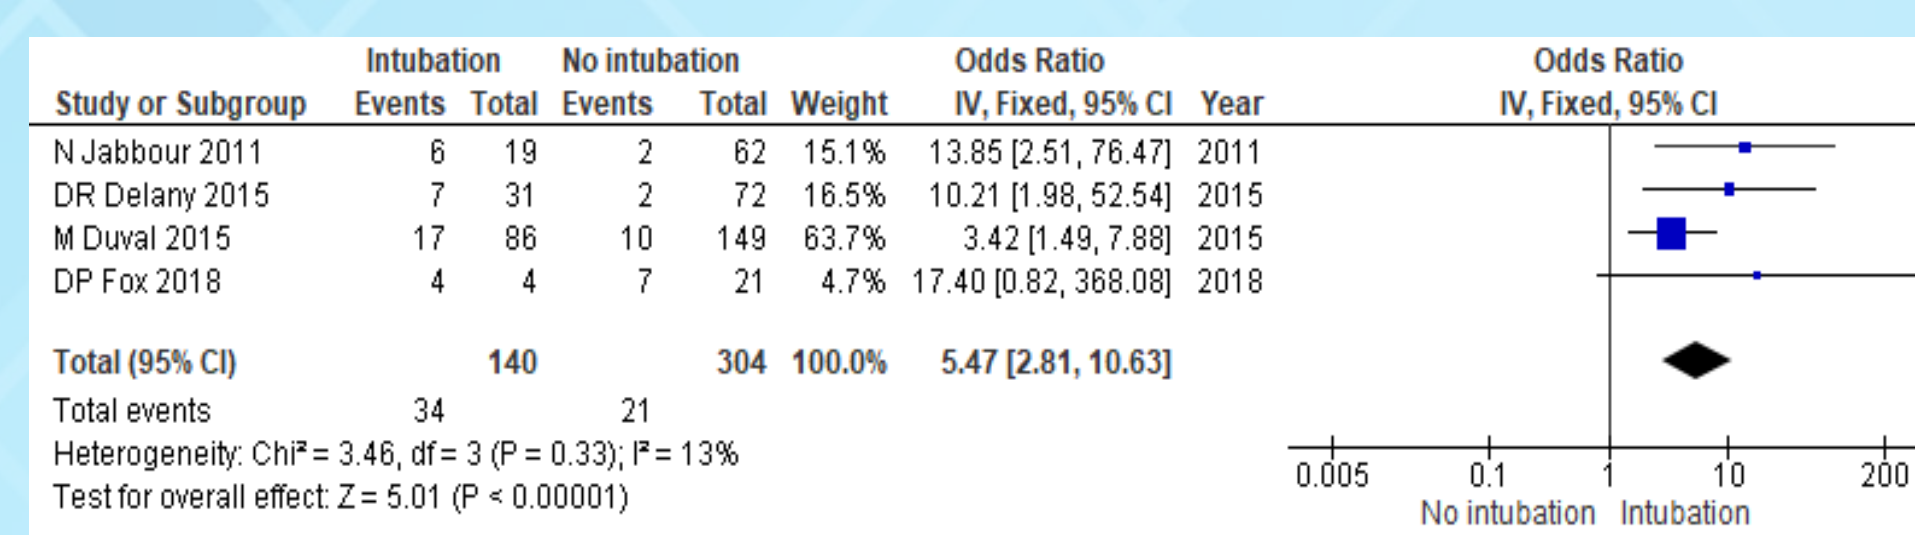 Intubation No intubation Odds Ratio Odds Ratio
Study or Subgroup Events Total Events Total Weight IV, Fixed, 95% CI Year IV, Fixed, 95% CI
N Jabbour 2011 6 19 2 62 15.1% 13.85 [2.51, 76.47] 2011
DR Delany 2015 7 31 2 72 16.5% 10.21 [1.98, 52.54] 2015
M Duval 2015 17 86 10 149 63.7% 3.42 [1.49, 7.88] 2015
DP Fox 2018 4 4 7 21 4.7% 17.40 [0.82, 368.08] 2018
Total (95% CI) 140 304 100.0% 5.47 [2.81, 10.63]
Total events 34 21
Heterogeneity: Chi² = 3.46, df = 3 (P = 0.33); I² = 13%
Test for overall effect: Z = 5.01 (P < 0.00001)
0.005 0.1 1 10 200
No intubation Intubation